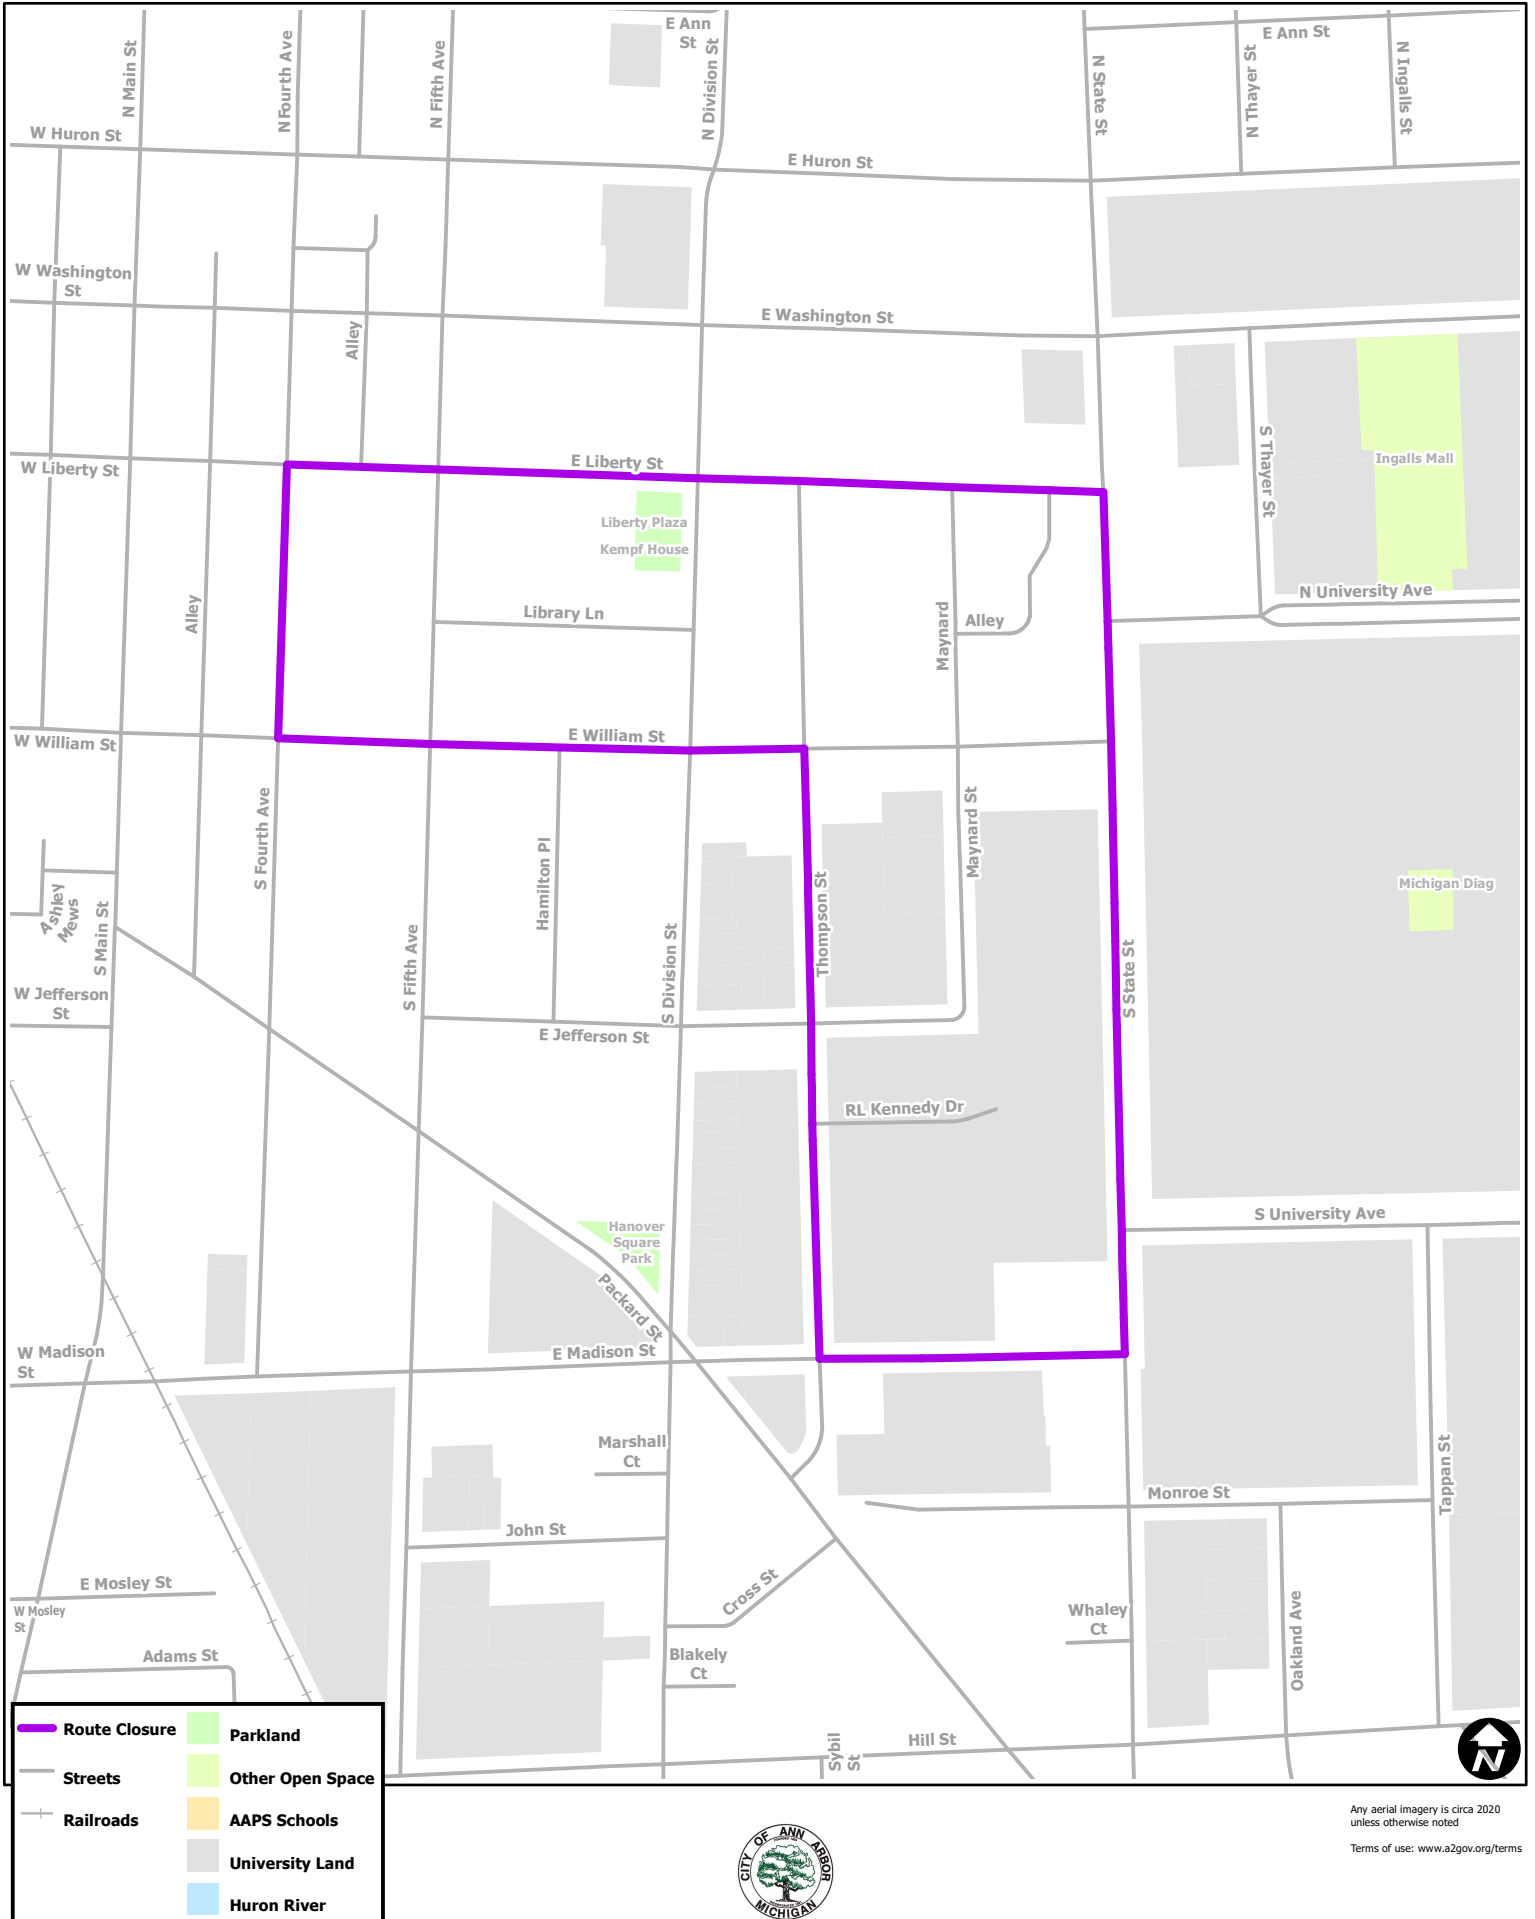 E Ann
St
N Main St
N Fourth Ave
N Fifth Ave
N Division St
N State St
E Ann St
N Thayer St
N Ingalls St
W Huron St
E Huron St
W Washington
St
E Washington St
Alley
W Liberty St
E Liberty St
S Thayer St
Ingalls Mall
Liberty Plaza
Kempf House
N University Ave
Library Ln
Alley
Maynard
Alley
W William St
E William St
S Fourth Ave
Hamilton Pl
Maynard St
Thompson St
Michigan Diag
Ashley
Mews
S Main St
S Fifth Ave
S Division St
S State St
W Jefferson
St
E Jefferson St
RL Kennedy Dr
Hanover
Square
Park
S University Ave
Packard St
W Madison
St
E Madison St
Marshall
Ct
Tappan St
Monroe St
John St
E Mosley St
W Mosley
St
Cross St
Whaley
Ct
Oakland Ave
Adams St
Blakely
Ct
Sybil
St
Hill St
Route Closure
Parkland
Streets
Other Open Space
Railroads
AAPS Schools
University Land
Huron River
N
CITY OF ANN ARBOR
MICHIGAN
Any aerial imagery is circa 2020
unless otherwise noted
Terms of use: www.a2gov.org/terms